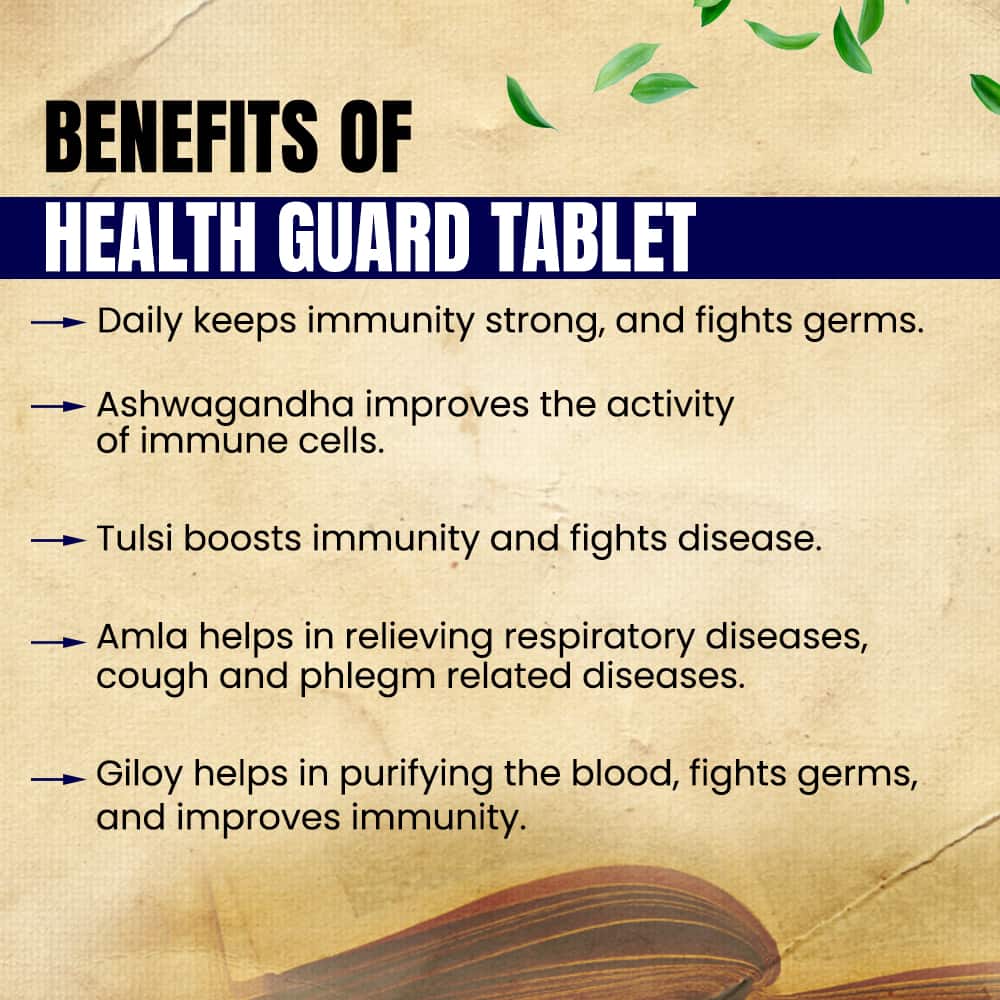 BENEFITS OF
HEALTH GUARD TABLET
Daily keeps immunity strong, and fights germs.
Ashwagandha improves the activity
of immune cells.
Tulsi boosts immunity and fights disease.
Amla helps in relieving respiratory diseases,
cough and phlegm related diseases.
Giloy helps in purifying the blood, fights germs,
and improves immunity.